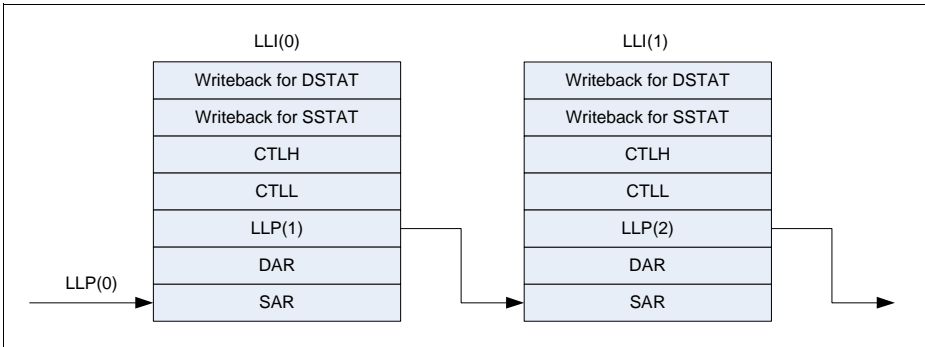 LLI(0)
Writeback for DSTAT
Writeback for SSTAT
CTLH
CTLL
LLP(1)
DAR
SAR
LLP(0)
LLI(1)
Writeback for DSTAT
Writeback for SSTAT
CTLH
CTLL
LLP(2)
DAR
SAR